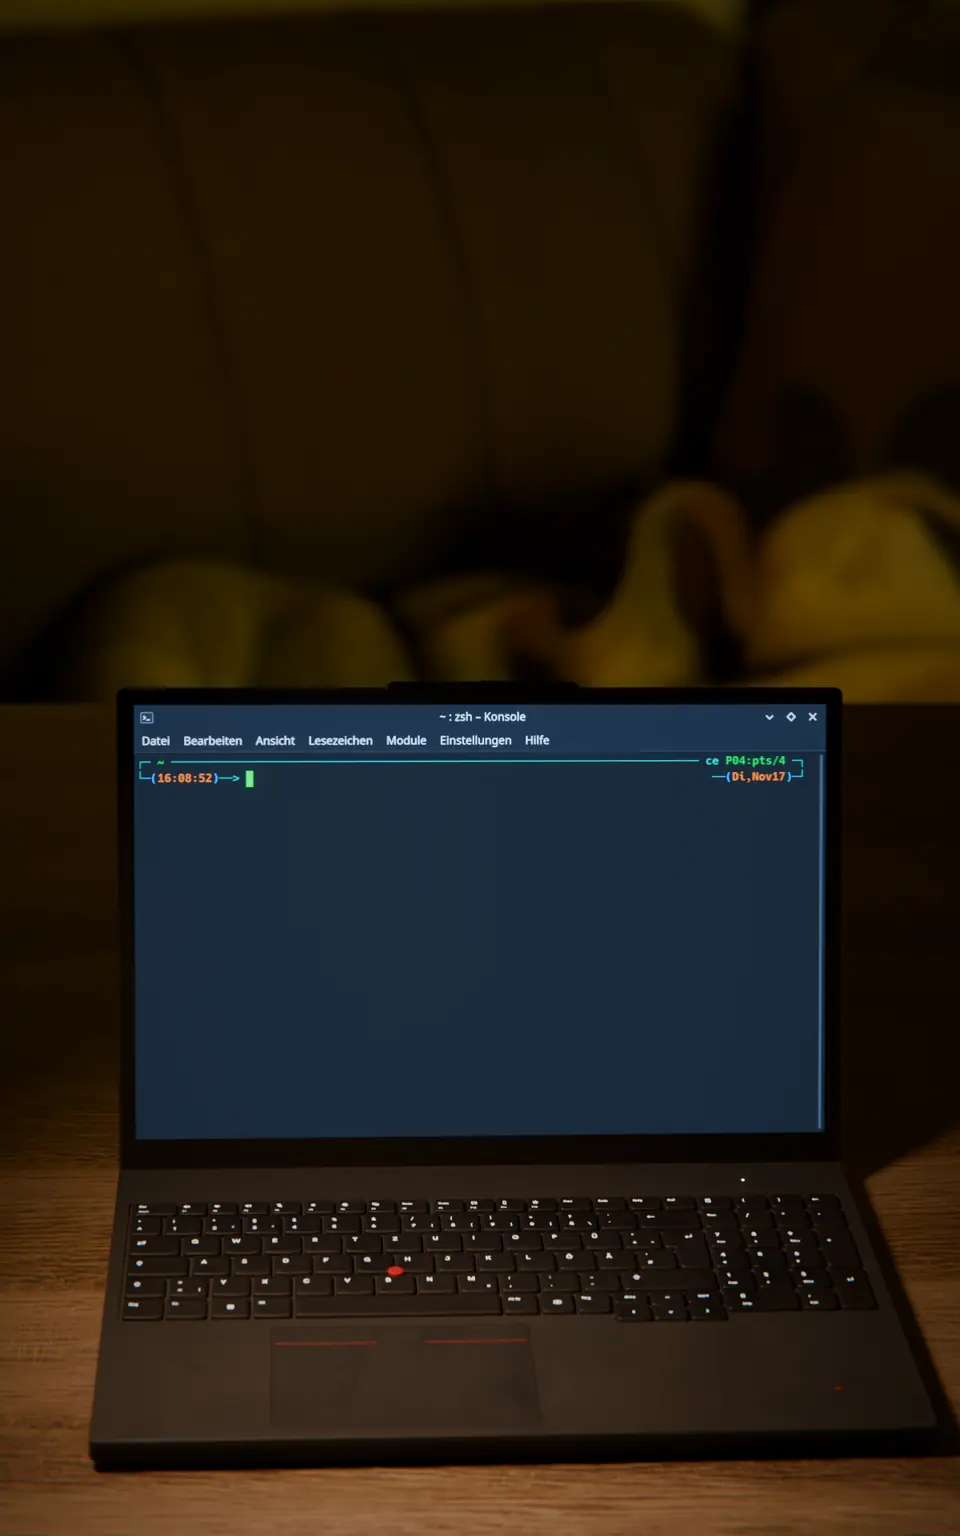 ~ : zsh – Konsole
Datei Bearbeiten Ansicht Lesezeichen Module Einstellungen Hilfe
~ ce P04:pts/4
(16:08:52)—> (Di,Nov17)
Q W E R T Z U I O P Ü
A S D F G H J K L Ö Ä
Y X C V B N M